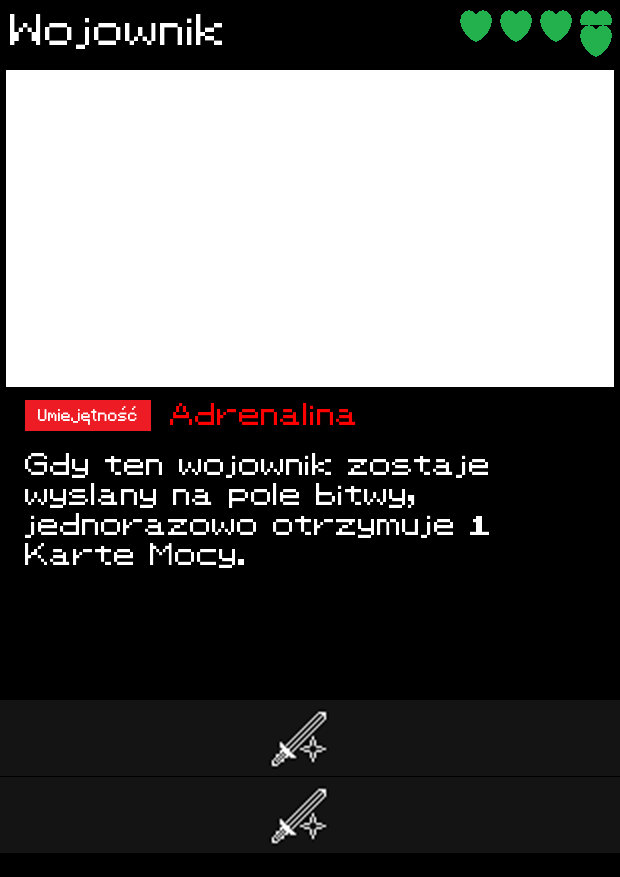 Wojownik
Umiejętność Adrenalina
Gdy ten wojownik zostaje
wyslany na pole bitwy,
jednorazowo otrzymuje 1
Karte Mocy.